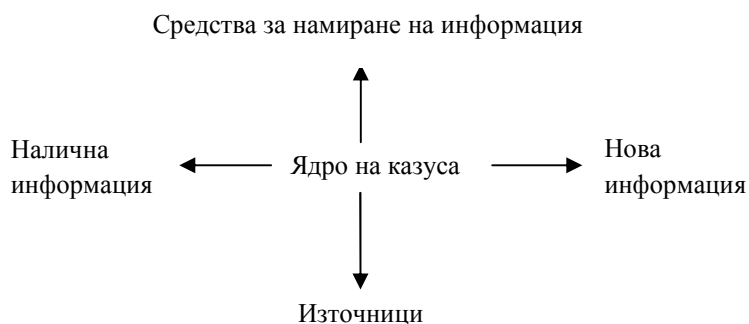 Средства за намиране на информация
Налична
информация
Ядро на казуса
Нова
информация
Източници